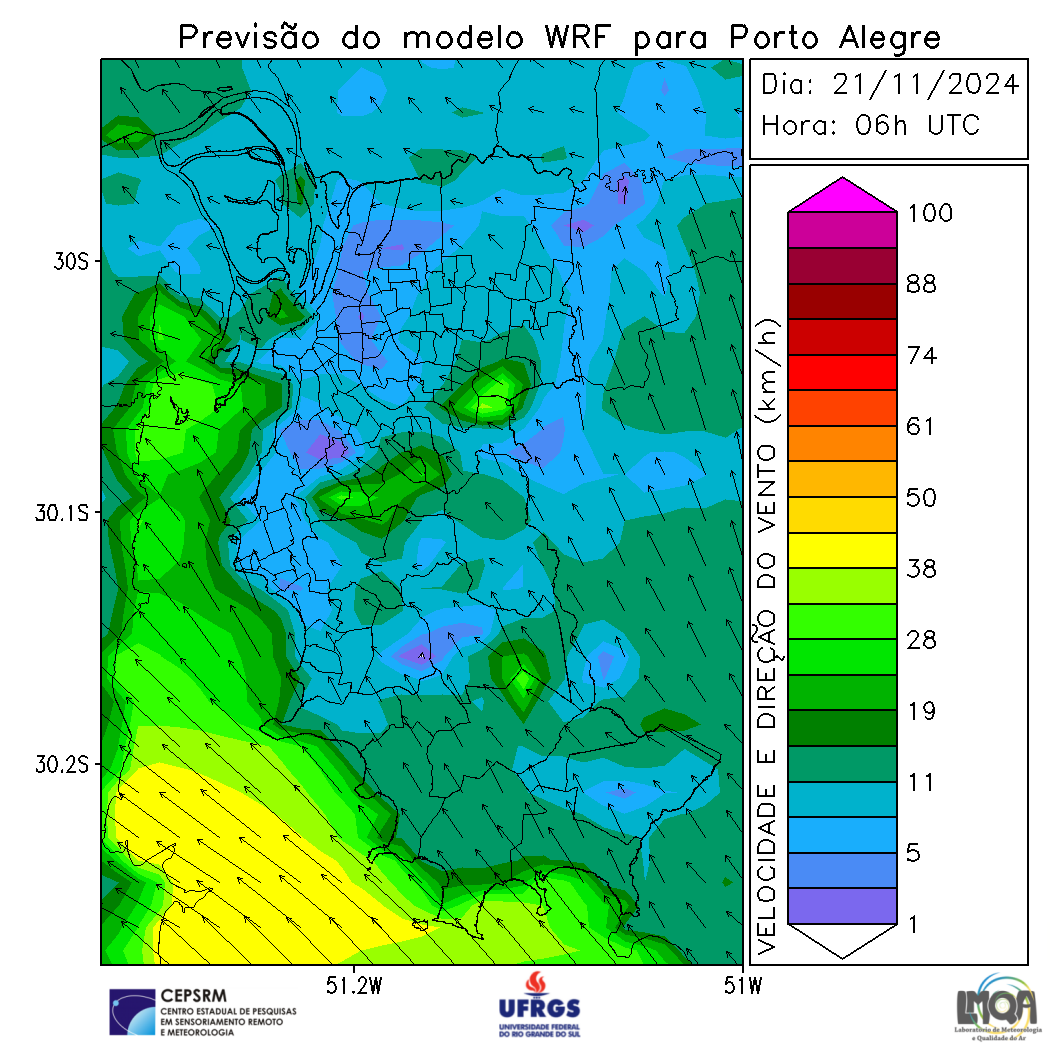 Previsão do modelo WRF para Porto Alegre
Dia: 21/11/2024
Hora: 06h UTC
30S
30.1S
30.2S
51.2W
51W
VELOCIDADE E DIREÇÃO DO VENTO (km/h)
100
88
74
61
50
38
28
19
11
5
1
CEPSRM
CENTRO ESTADUAL DE PESQUISAS
EM SENSORIAMENTO REMOTO
E METEOROLOGIA
UFRGS
UNIVERSIDADE FEDERAL
DO RIO GRANDE DO SUL
LMQA
Laboratório de Meteorologia
e Qualidade do Ar